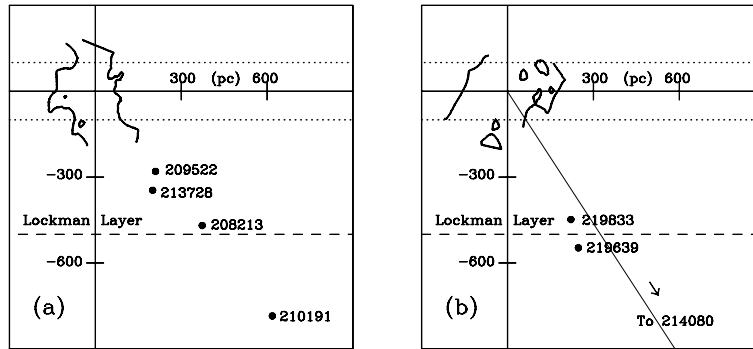 300 (pc) 600
-300
209522
213728
Lockman Layer
208213
-600
(a)
210191
300 (pc) 600
-300
Lockman Layer
219833
219639
-600
(b)
To 214080